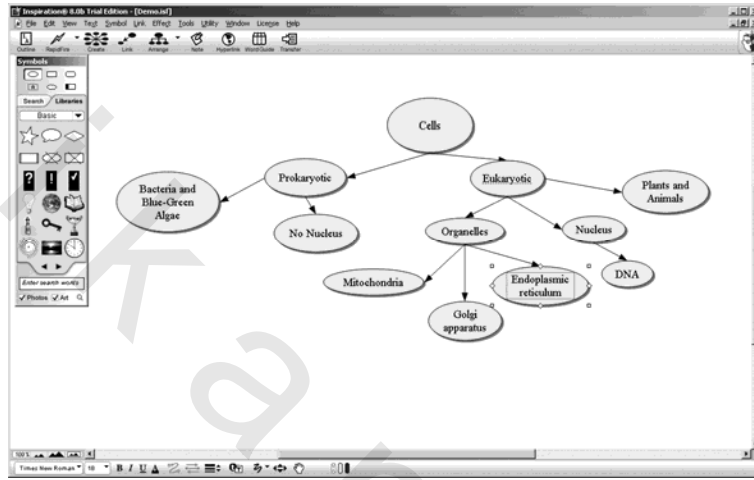 Inspiration® 8.0b Trial Edition - [Demo.isf]
File Edit View Text Symbol Link Effect Tools Utility Window License Help
Outline RapidFire Create Link Arrange Note Hyperlink Word Guide Transfer
Symbols
Search Libraries
Basic
Enter search words
Photos Art
Cells
Prokaryotic
Eukaryotic
Bacteria and
Blue-Green
Algae
No Nucleus
Plants and
Animals
Organelles
Nucleus
Mitochondria
Endoplasmic
reticulum
DNA
Golgi
apparatus
100%
Times New Roman 10 B I U A